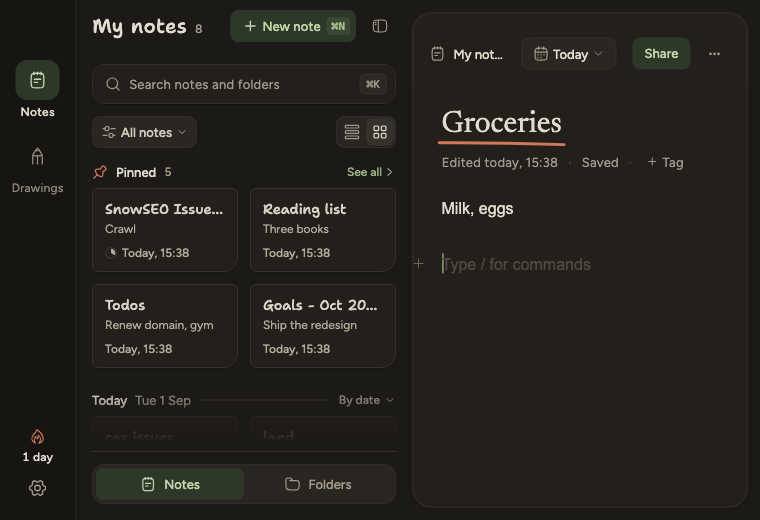 My notes 8
+ New note ⌘N
Search notes and folders ⌘K
All notes
Pinned 5
See all
SnowSEO Issue...
Crawl
Today, 15:38
Reading list
Three books
Today, 15:38
Todos
Renew domain, gym
Today, 15:38
Goals - Oct 20...
Ship the redesign
Today, 15:38
Today Tue 1 Sep
By date
car issues
land
Notes
Folders
Notes
Drawings
1 day
My not...
Today
Share
Groceries
Edited today, 15:38 · Saved · + Tag
Milk, eggs
Type / for commands